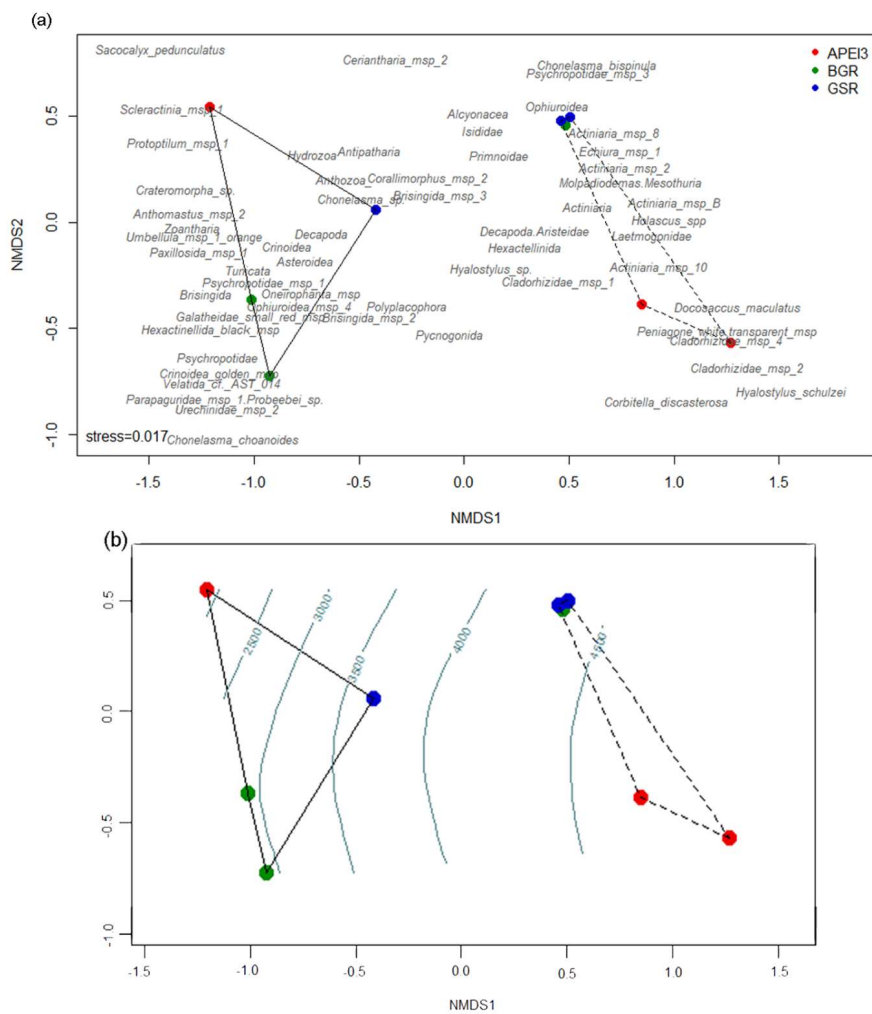 (a)
Sacocalyx_pedunculatus
Ceriantharia_msp_2
Chonelasma_bispinula
Psychropotidae_msp_3
APEI3
BGR
GSR
Scleractinia_msp_1
Alcyonacea
Ophiuroidea
Isididae
Actiniaria_msp_8
Protoptilum_msp_1
Hydrozoa
Antipatharia
Primnoidae
Echiura_msp_1
Actiniaria_msp_2
Anthozoa
Corallimorphus_msp_2
Molpadiodemas.Mesothuria
Crateromorpha_sp.
Chonelasma_sp.
Brisingida_msp_3
Actiniaria
Actiniaria_msp_B
Anthomastus_msp_2
Holascus_spp
Zoantharia
Umbellula_msp_1_orange
Decapoda
Decapoda.Aristeidae
Laetmogonidae
Paxillosida_msp_1
Crinoidea
Hexactinellida
Asteroidea
Turicata
Hyalostylus_sp.
Actiniaria_msp_10
Psychropotidae_msp_1
Cladorhizidae_msp_1
Brisingida
Oneirophanta_msp
Ophiuroidea_msp_4
Polyplacophora
Docosaccus_maculatus
Galatheidae_small_red_msp
Brisingida_msp_2
Hexactinellida_black_msp
Pycnogonida
Peniagone_white_transparent_msp
Cladorhizidae_msp_4
Psychropotidae
Crinoidea_golden_msp
Cladorhizidae_msp_2
Velatida_cf._AST_014
Parapaguridae_msp_1.Probeebei_sp.
Hyalostylus_schulzei
Urechinidae_msp_2
Corbitella_discasterosa
Chonelasma_choanoides
stress=0.017
NMDS2
0.5
0.0
-0.5
-1.0
-1.5 -1.0 -0.5 0.0 0.5 1.0 1.5
NMDS1
(b)
2500
3000
3500
4000
4500
0.5
0.0
-0.5
-1.0
-1.5 -1.0 -0.5 0.0 0.5 1.0 1.5
NMDS1